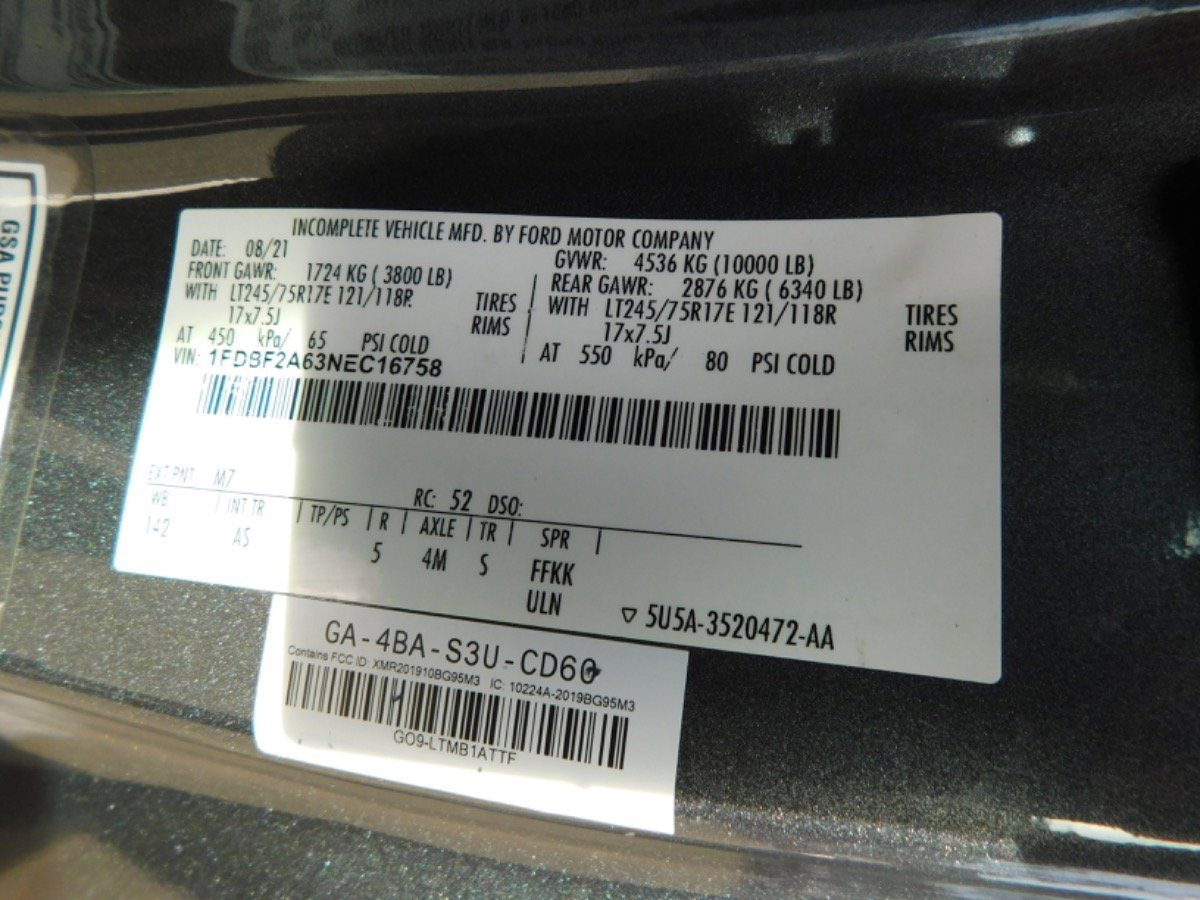 INCOMPLETE VEHICLE MFD. BY FORD MOTOR COMPANY
DATE: 08/21 GVWR: 4536 KG (10000 LB)
FRONT GAWR: 1724 KG ( 3800 LB) REAR GAWR: 2876 KG ( 6340 LB)
WITH LT245/75R17E 121/118R TIRES WITH LT245/75R17E 121/118R TIRES
17x7.5J RIMS 17x7.5J RIMS
AT 450 kPa/ 65 PSI COLD AT 550 kPa/ 80 PSI COLD
VIN: 1FDBF2A63NEC16758
EXT PNT: M7 RC: 52 DSO:
WB INT TR TP/PS R AXLE TR SPR
142 AS 5 4M S FFKK
ULN
5U5A-3520472-AA
GA-4BA-S3U-CD60
Contains FCC ID: XMR201910BG95M3 IC: 10224A-2019BG95M3
GO9-LTMB1ATTF
GSA